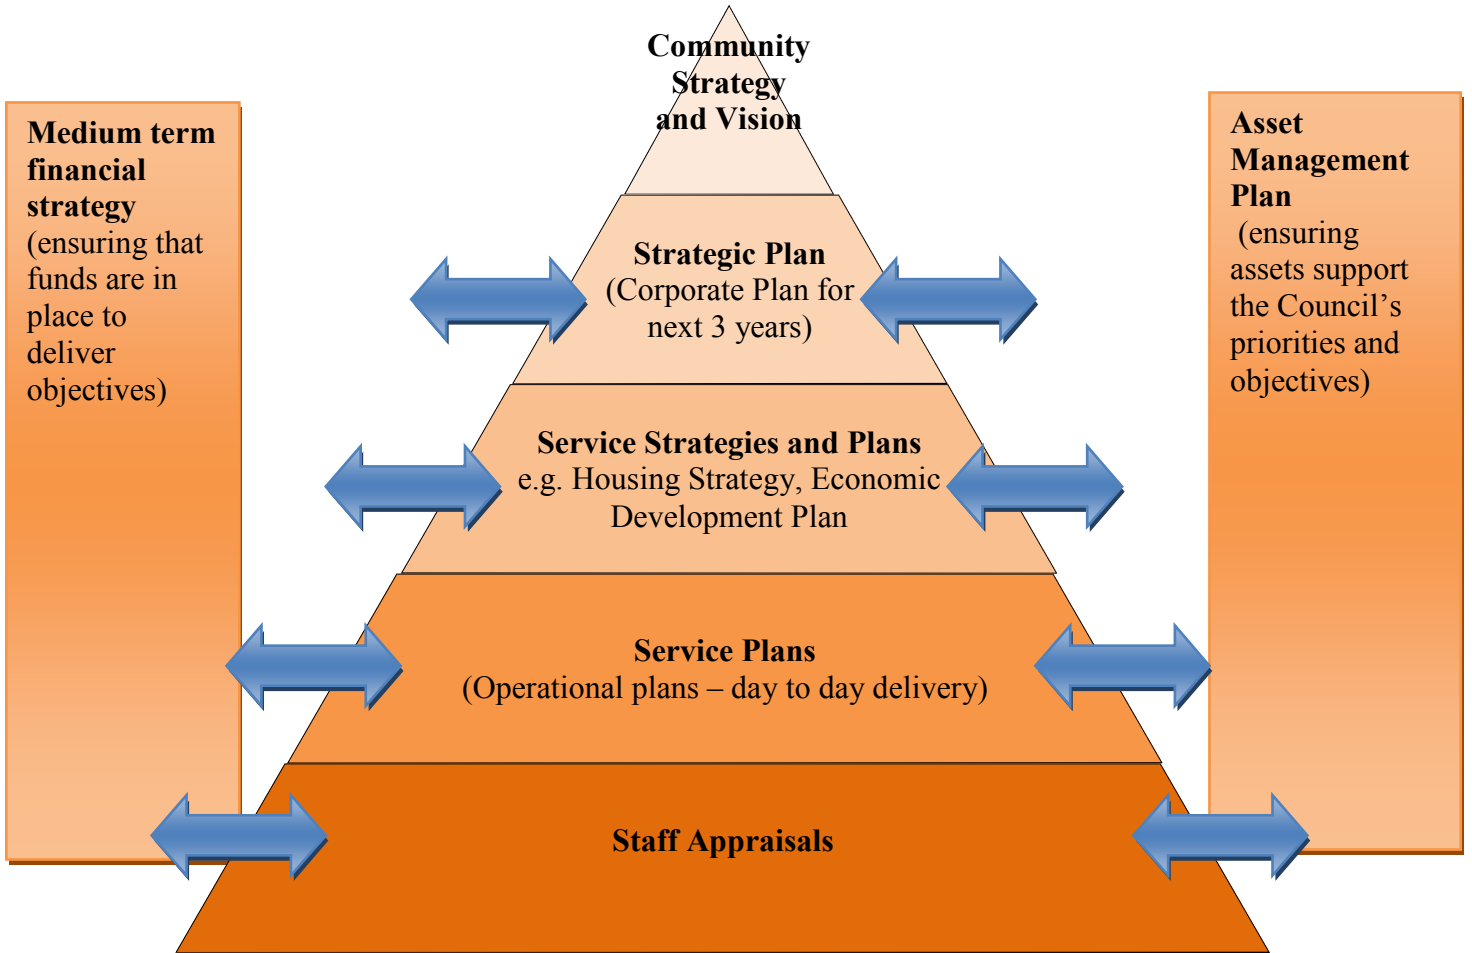 Community
Strategy
and Vision
Medium term
financial
strategy
(ensuring that
funds are in
place to
deliver
objectives)
Asset
Management
Plan
(ensuring
assets support
the Council’s
priorities and
objectives)
Strategic Plan
(Corporate Plan for
next 3 years)
Service Strategies and Plans
e.g. Housing Strategy, Economic
Development Plan
Service Plans
(Operational plans – day to day delivery)
Staff Appraisals